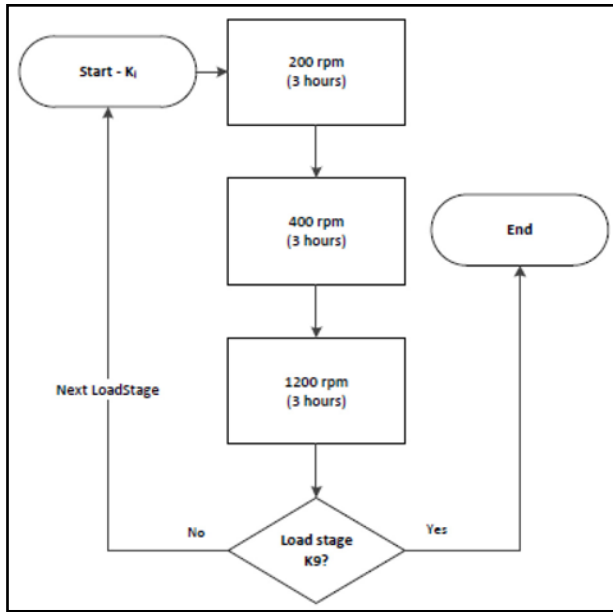 Start - Ki
200 rpm
(3 hours)
400 rpm
(3 hours)
End
1200 rpm
(3 hours)
Next LoadStage
No
Load stage
K9?
Yes